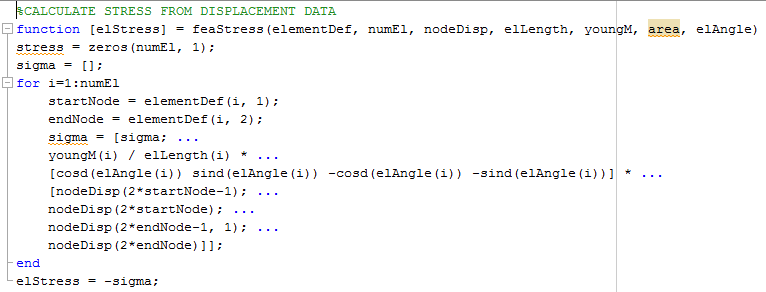 %CALCULATE STRESS FROM DISPLACEMENT DATA
function [elStress] = feaStress(elementDef, numEl, nodeDisp, elLength, youngM, area, elAngle)
stress = zeros(numEl, 1);
sigma = [];
for i=1:numEl
    startNode = elementDef(i, 1);
    endNode = elementDef(i, 2);
    sigma = [sigma; ...
    youngM(i) / elLength(i) * ...
    [cosd(elAngle(i)) sind(elAngle(i)) -cosd(elAngle(i)) -sind(elAngle(i))] * ...
    [nodeDisp(2*startNode-1); ...
    nodeDisp(2*startNode); ...
    nodeDisp(2*endNode-1, 1); ...
    nodeDisp(2*endNode)]];
end
elStress = -sigma;